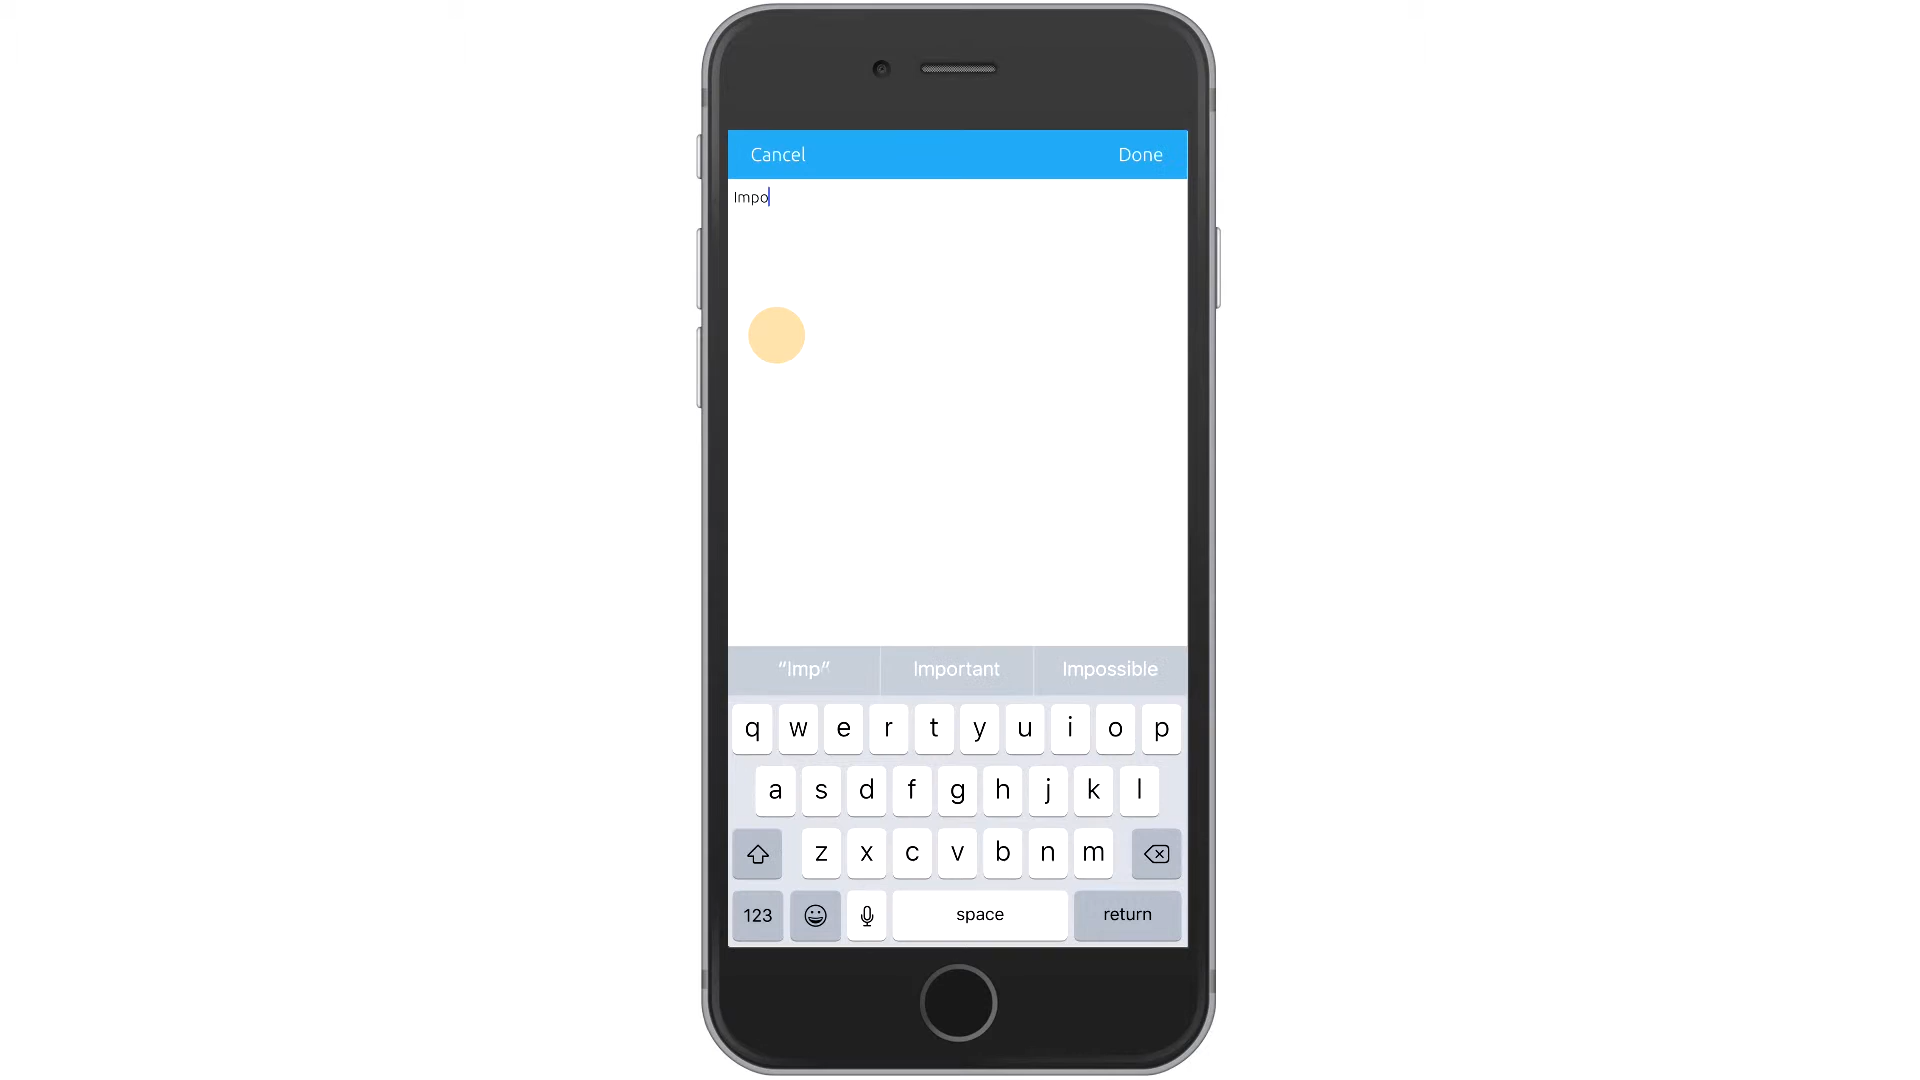 Cancel Done
Impo
“Imp” Important Impossible
q w e r t y u i o p
a s d f g h j k l
z x c v b n m
123 space return